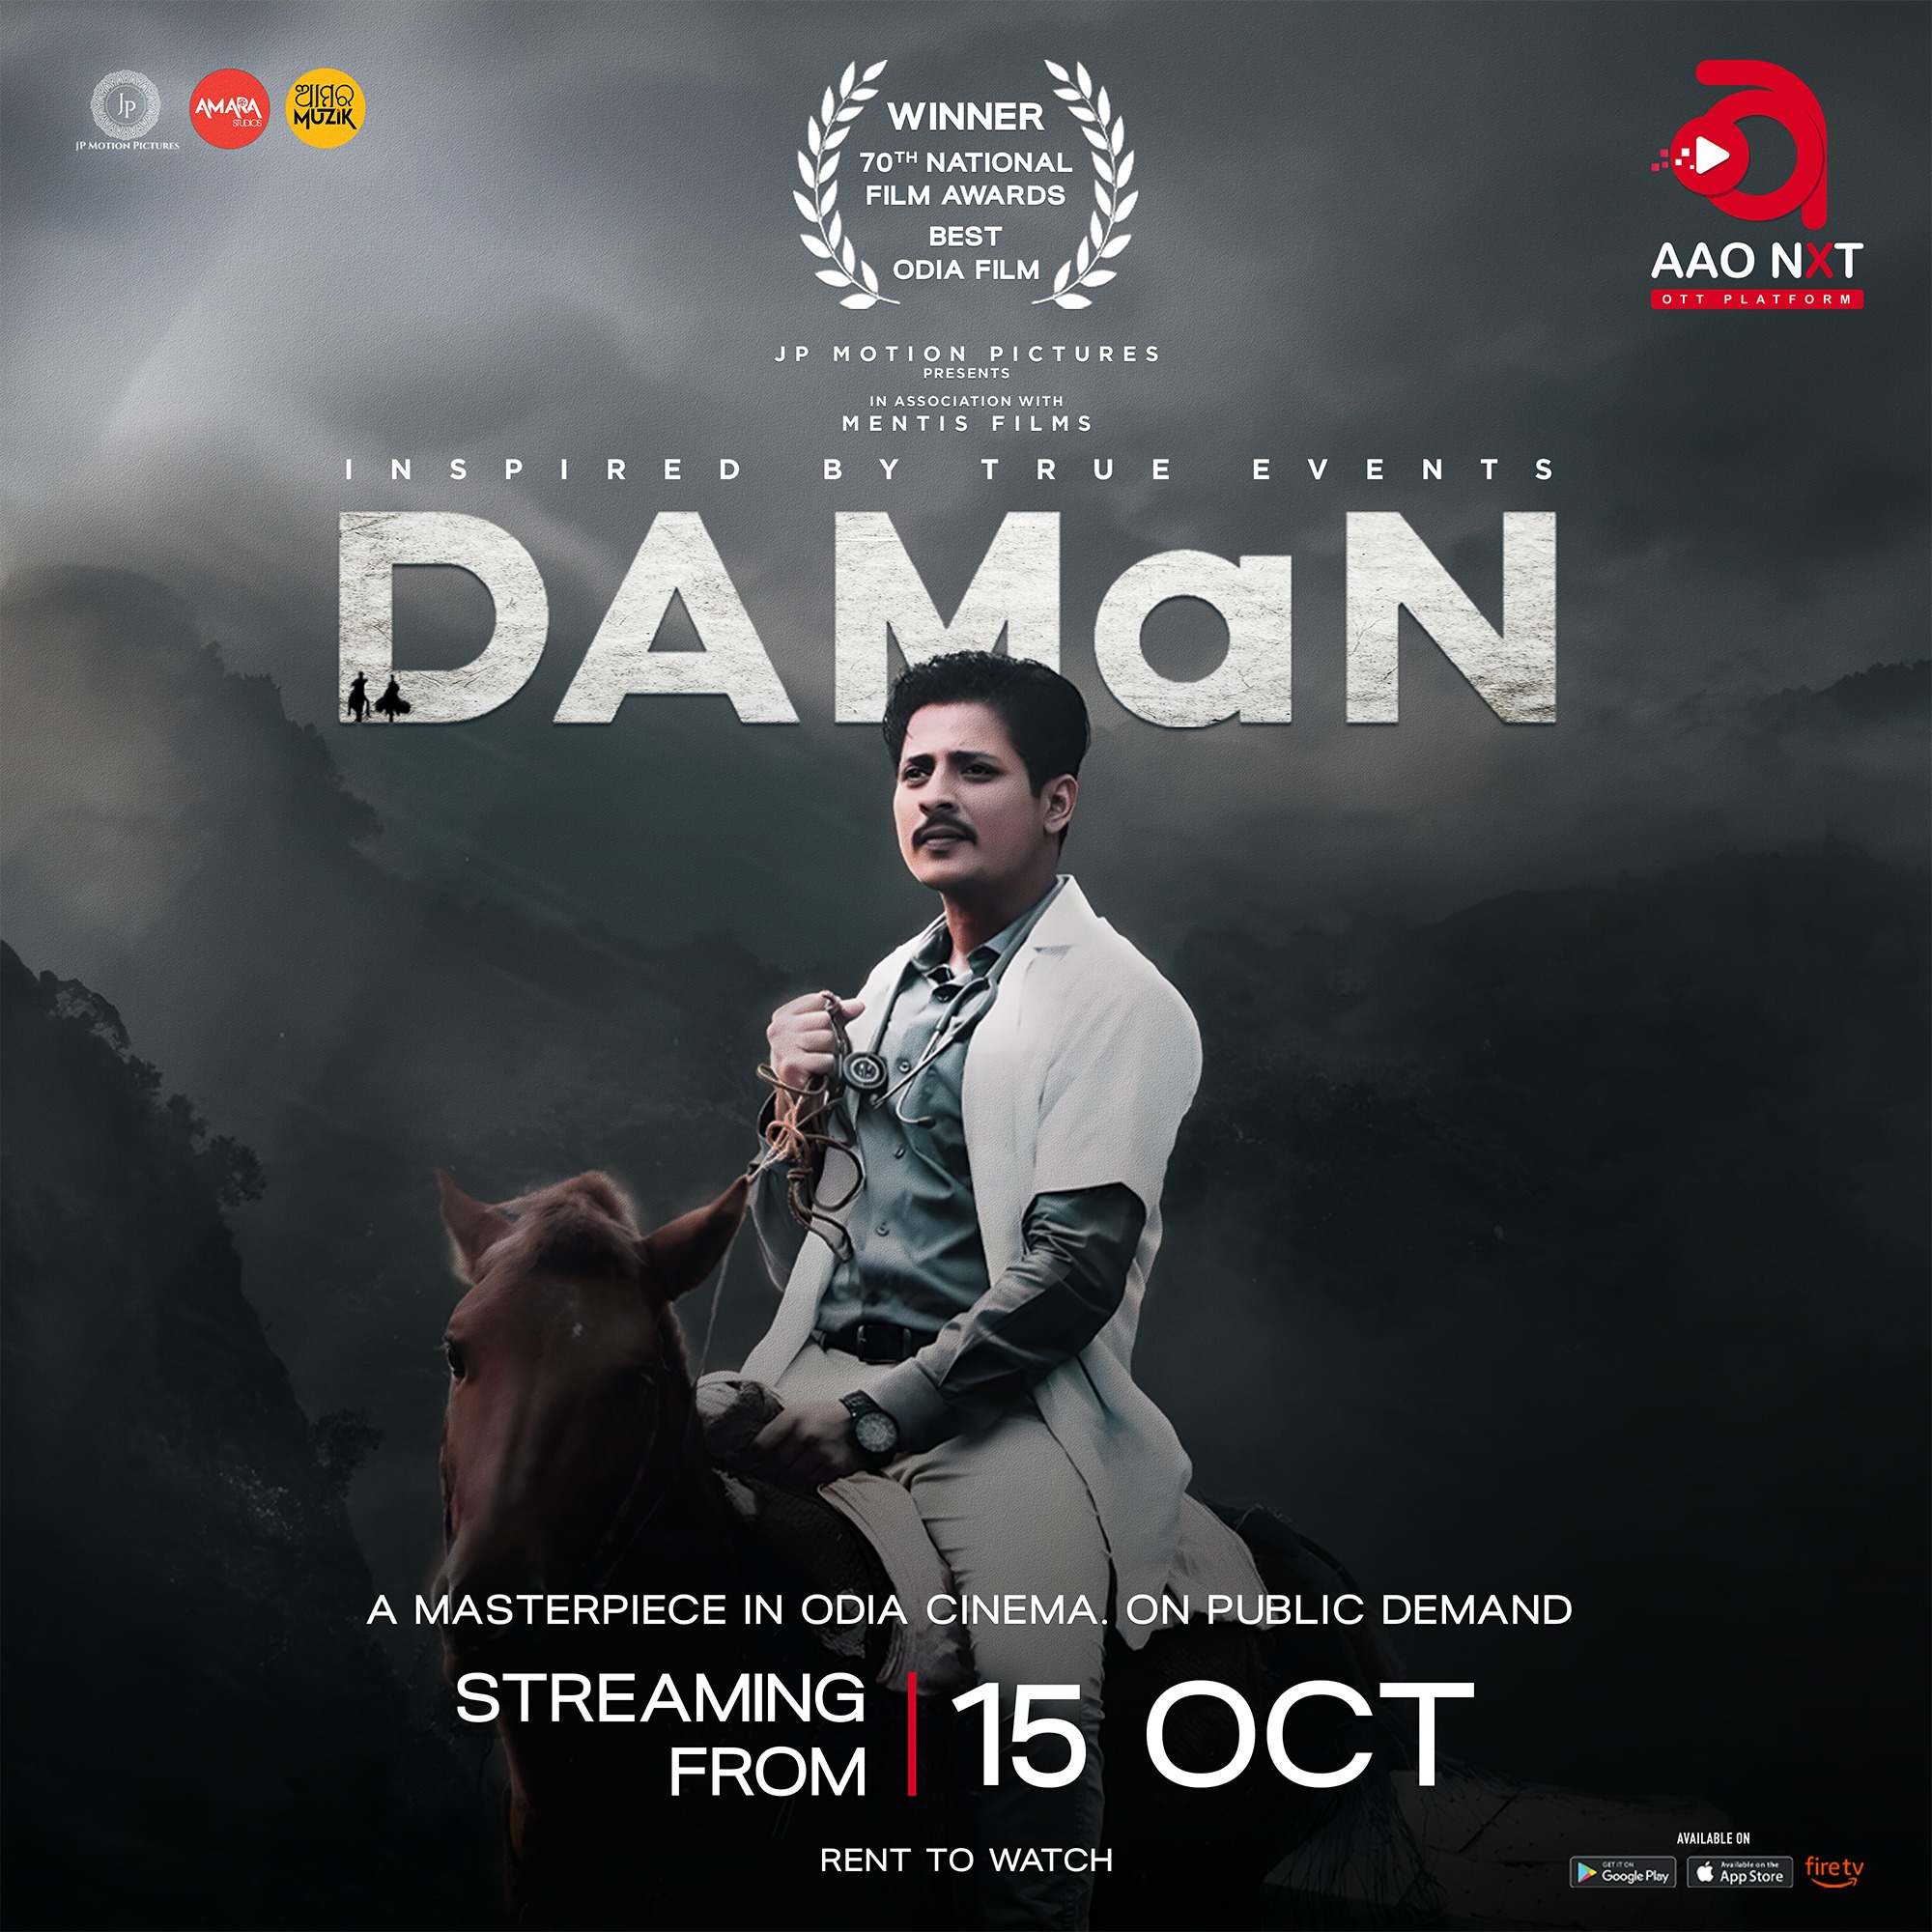 JP
JP MOTION PICTURES
AMARA
STUDIOS
ଆମର
MUZIK
WINNER
70TH NATIONAL
FILM AWARDS
BEST
ODIA FILM
AAO NXT
OTT PLATFORM
JP MOTION PICTURES
PRESENTS
IN ASSOCIATION WITH
MENTIS FILMS
INSPIRED BY TRUE EVENTS
DAMaN
A MASTERPIECE IN ODIA CINEMA. ON PUBLIC DEMAND
STREAMING
FROM
15 OCT
RENT TO WATCH
AVAILABLE ON
GET IT ON
Google Play
Available on the
App Store
fire tv